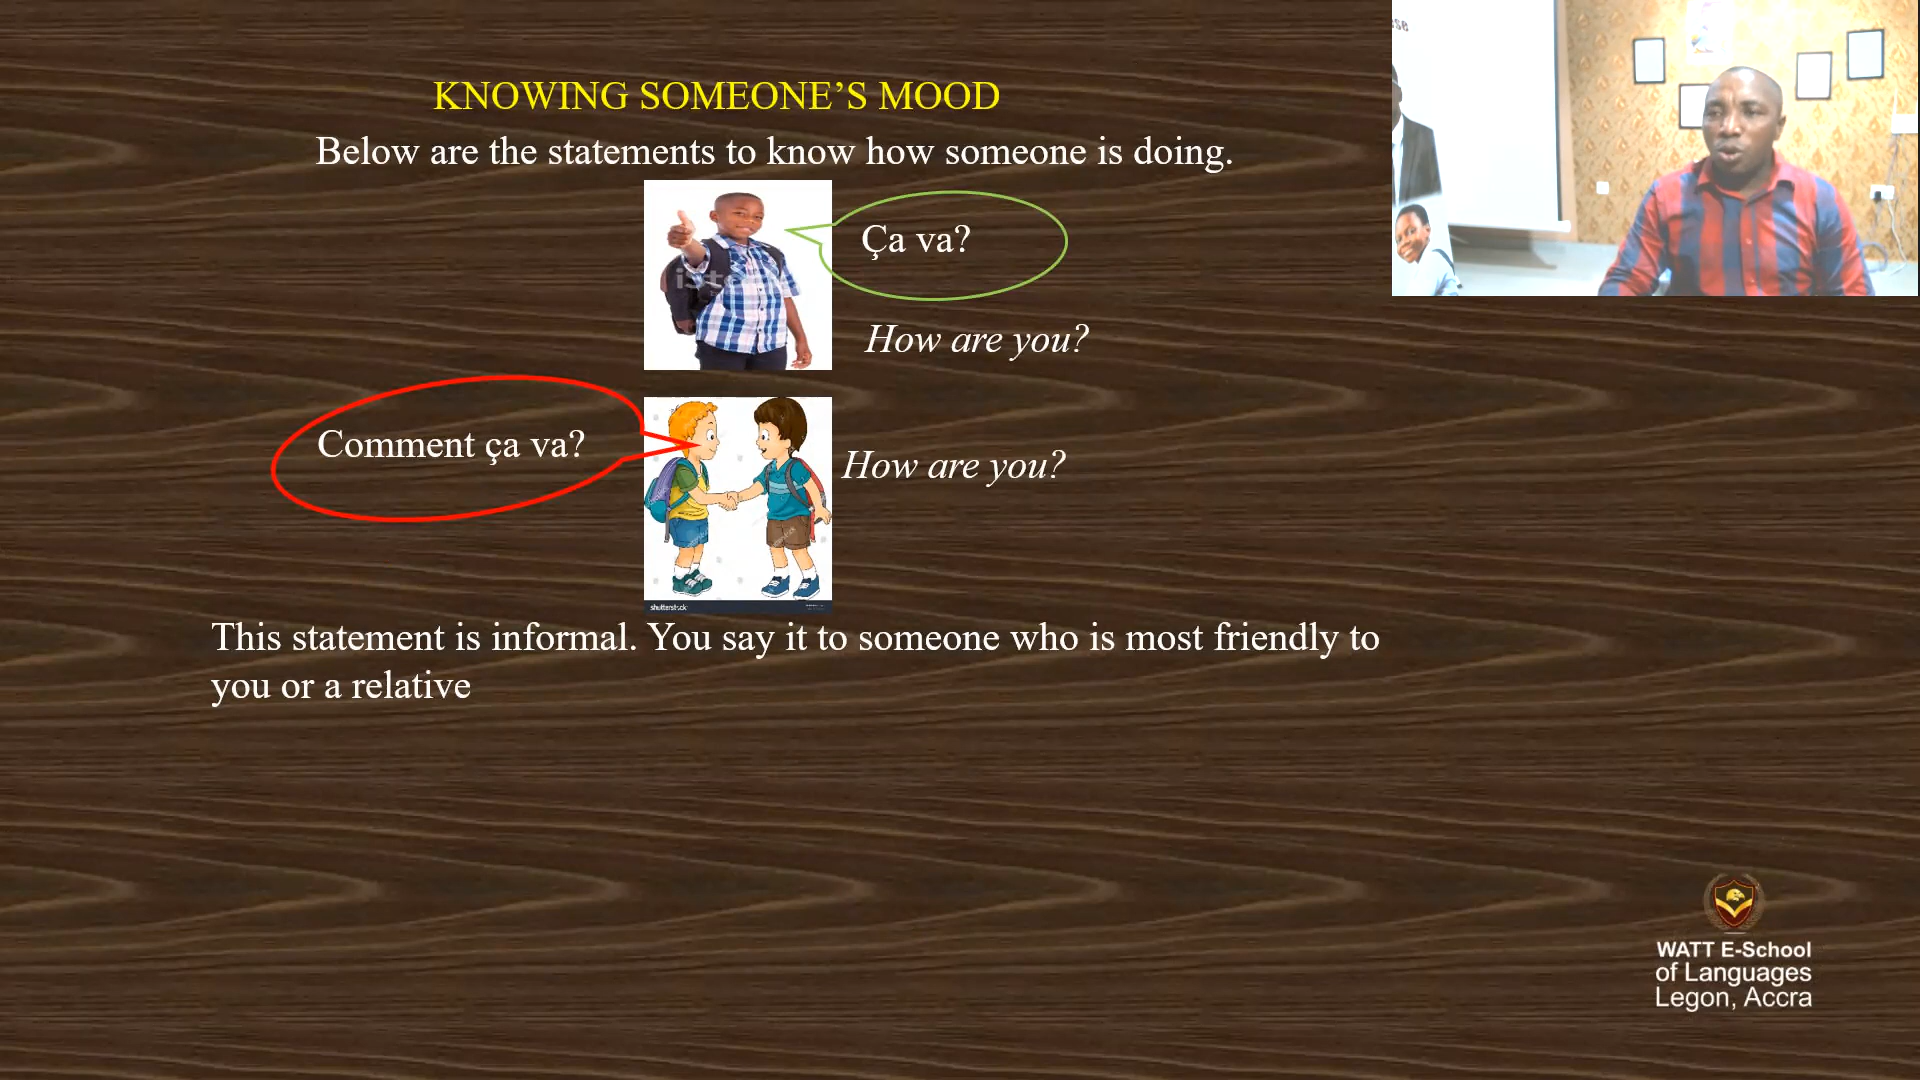 KNOWING SOMEONE’S MOOD
Below are the statements to know how someone is doing.
Ça va?
How are you?
Comment ça va?
How are you?
shutterstock
This statement is informal. You say it to someone who is most friendly to
you or a relative
WATT E-School
of Languages
Legon, Accra